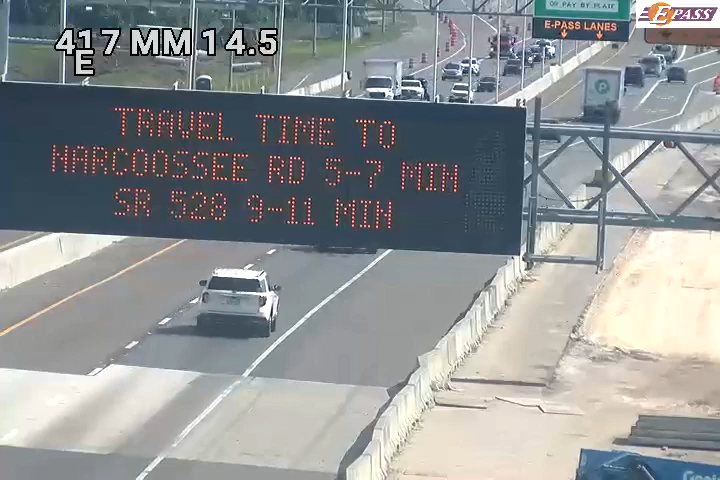 417 MM 14.5
E
OR PAY BY PLATE
E-PASS LANES
E-PASS
TRAVEL TIME TO
NARCOOSSEE RD 5-7 MIN
SR 528 9-11 MIN